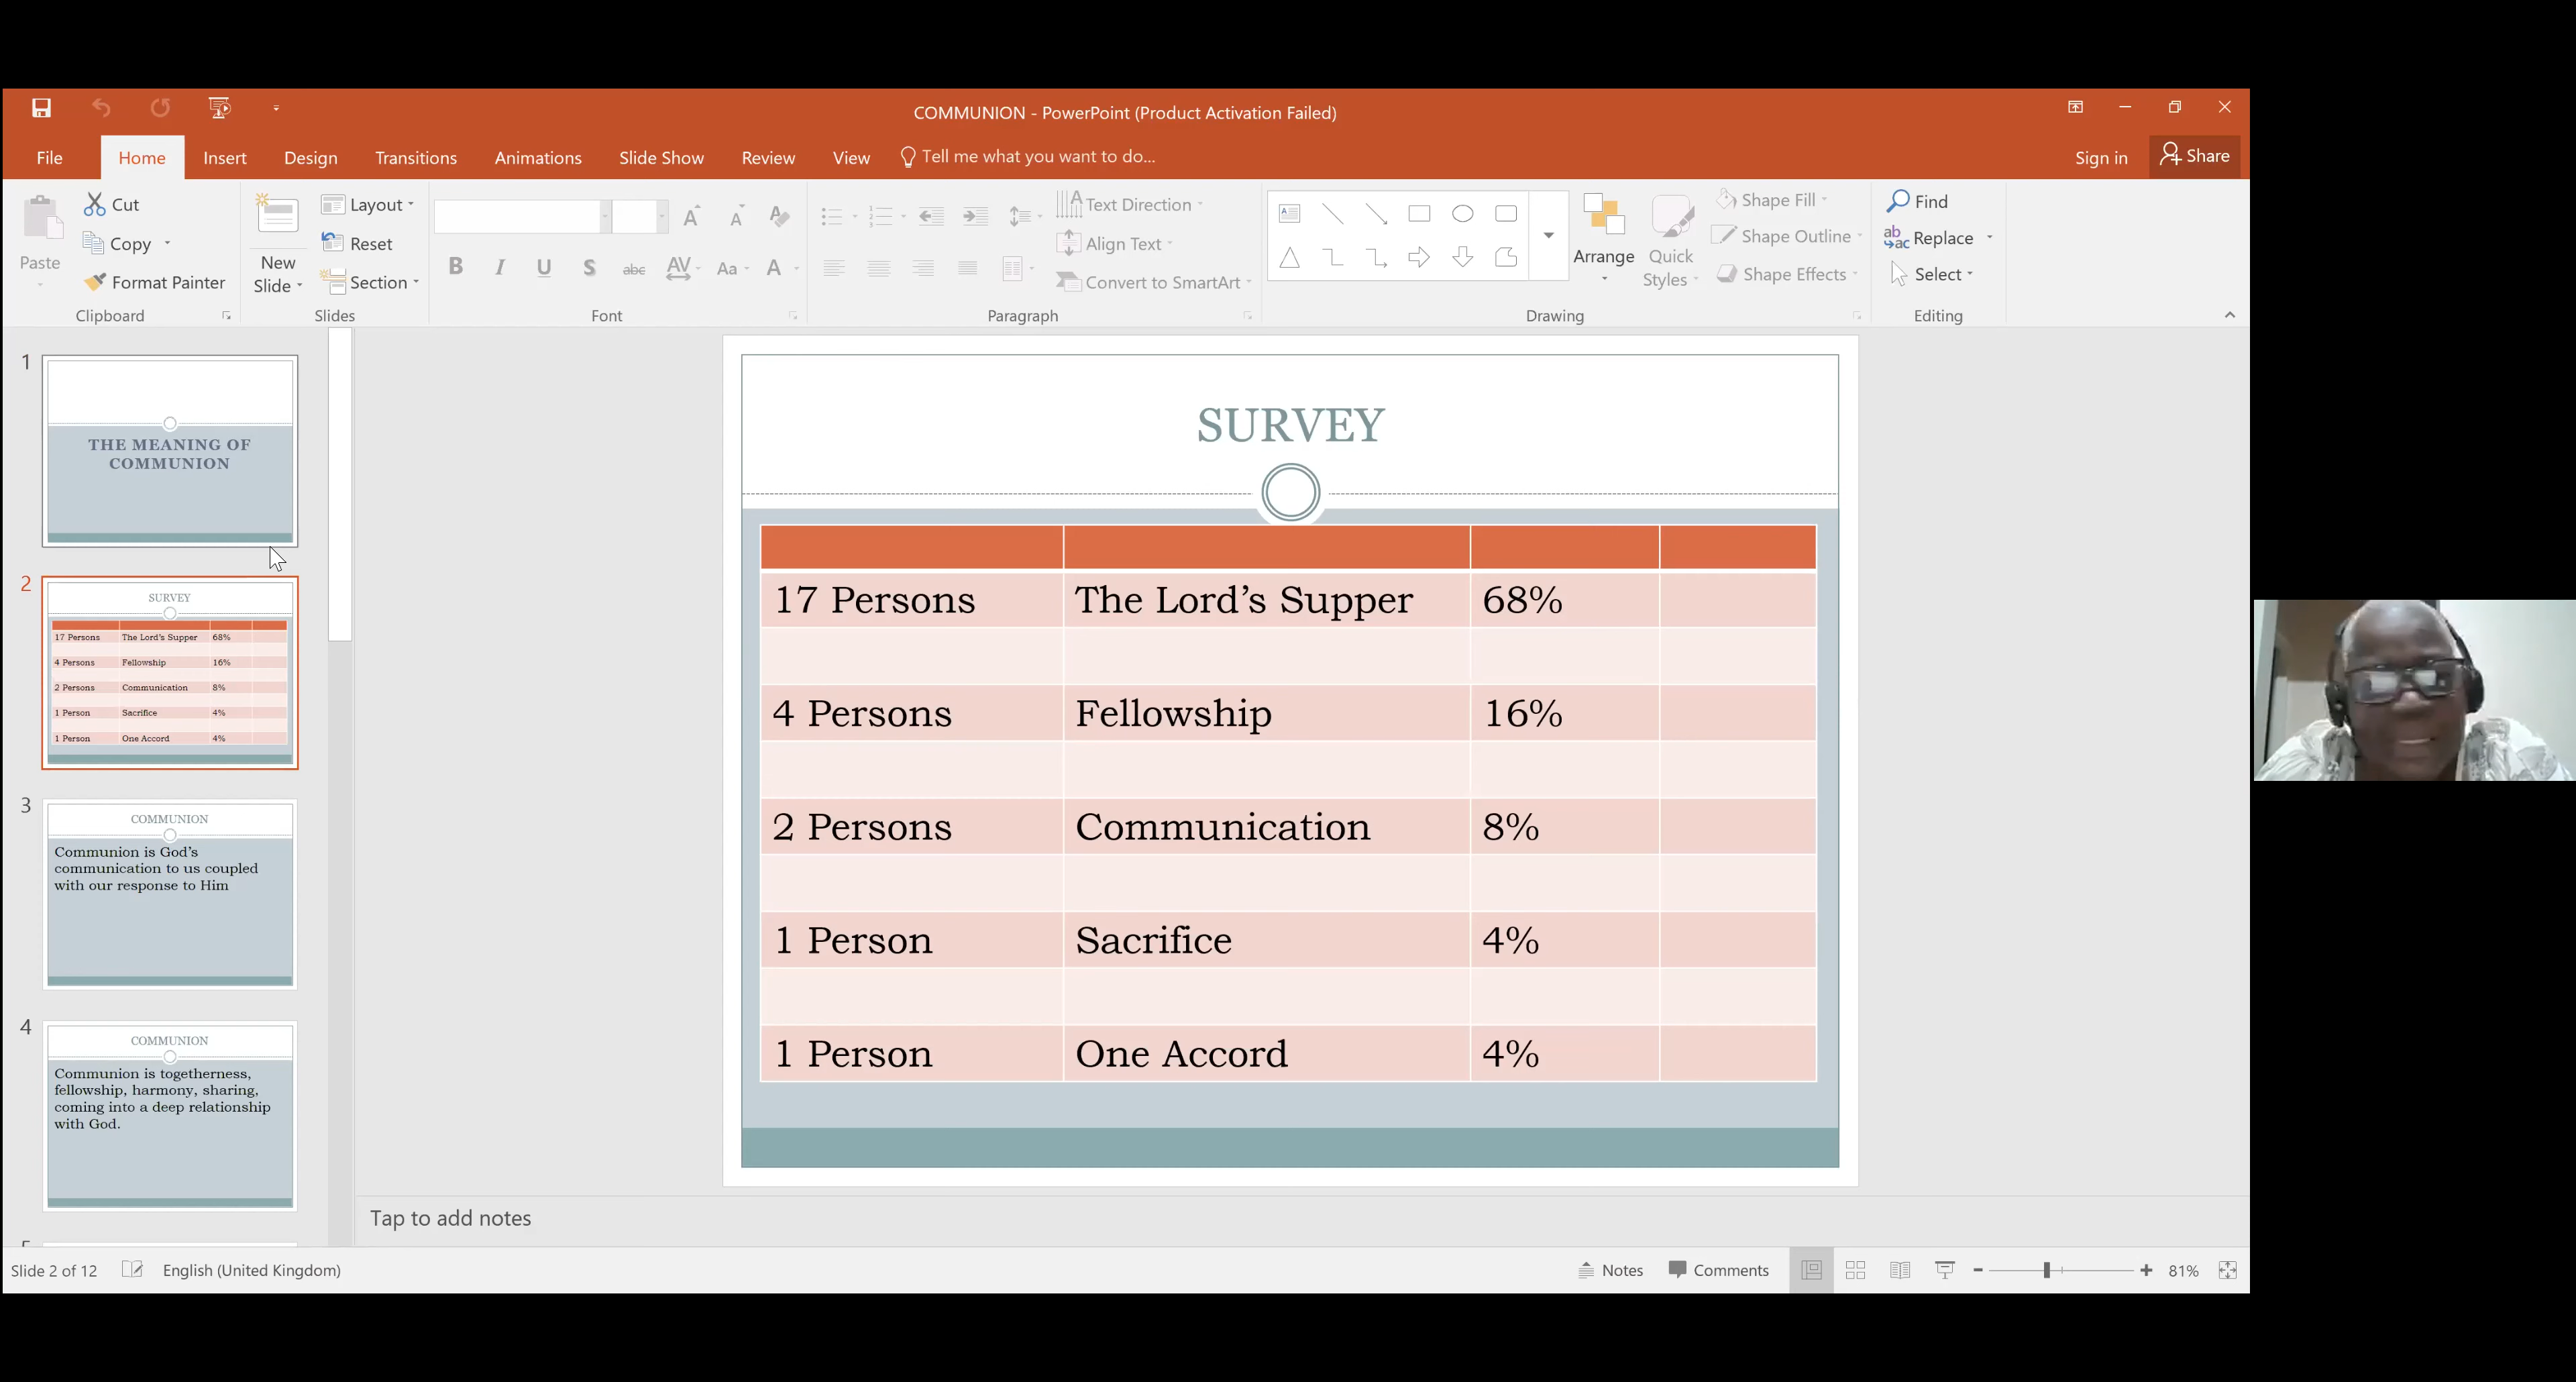 COMMUNION - PowerPoint (Product Activation Failed)
File Home Insert Design Transitions Animations Slide Show Review View Tell me what you want to do... Sign in Share
Paste
Cut
Copy
Format Painter
Clipboard
New Slide
Layout
Reset
Section
Slides
B I U S abc AV Aa A
Font
Text Direction
Align Text
Convert to SmartArt
Paragraph
Arrange
Quick Styles
Shape Fill
Shape Outline
Shape Effects
Drawing
Find
Replace
Select
Editing
1
THE MEANING OF
COMMUNION
2
SURVEY
17 Persons The Lord's Supper 68%
4 Persons Fellowship 16%
2 Persons Communication 8%
1 Person Sacrifice 4%
1 Person One Accord 4%
3
COMMUNION
Communion is God's
communication to us coupled
with our response to Him
4
COMMUNION
Communion is togetherness,
fellowship, harmony, sharing,
coming into a deep relationship
with God.
SURVEY
17 Persons The Lord's Supper 68%
4 Persons Fellowship 16%
2 Persons Communication 8%
1 Person Sacrifice 4%
1 Person One Accord 4%
Tap to add notes
Slide 2 of 12 English (United Kingdom) Notes Comments 81%